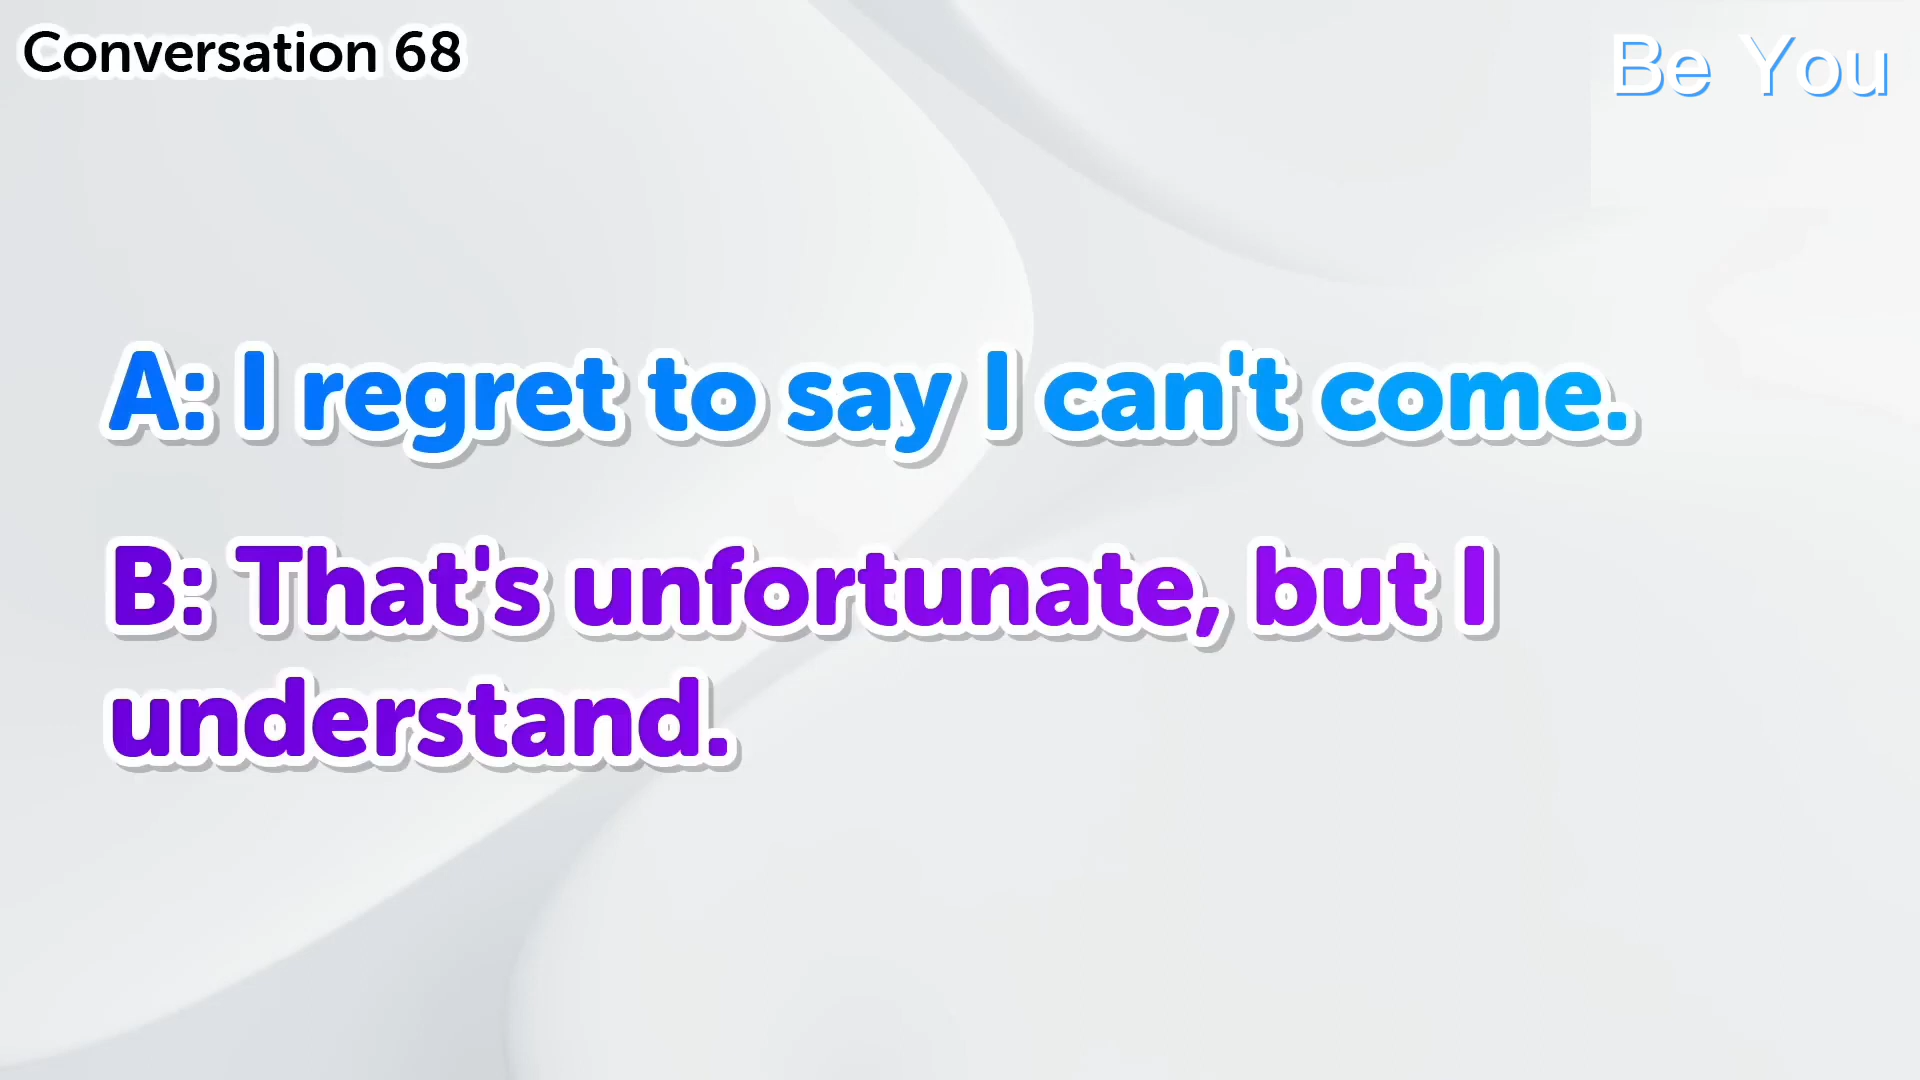 Conversation 68
Be You
A: I regret to say I can't come.
B: That's unfortunate, but I
understand.